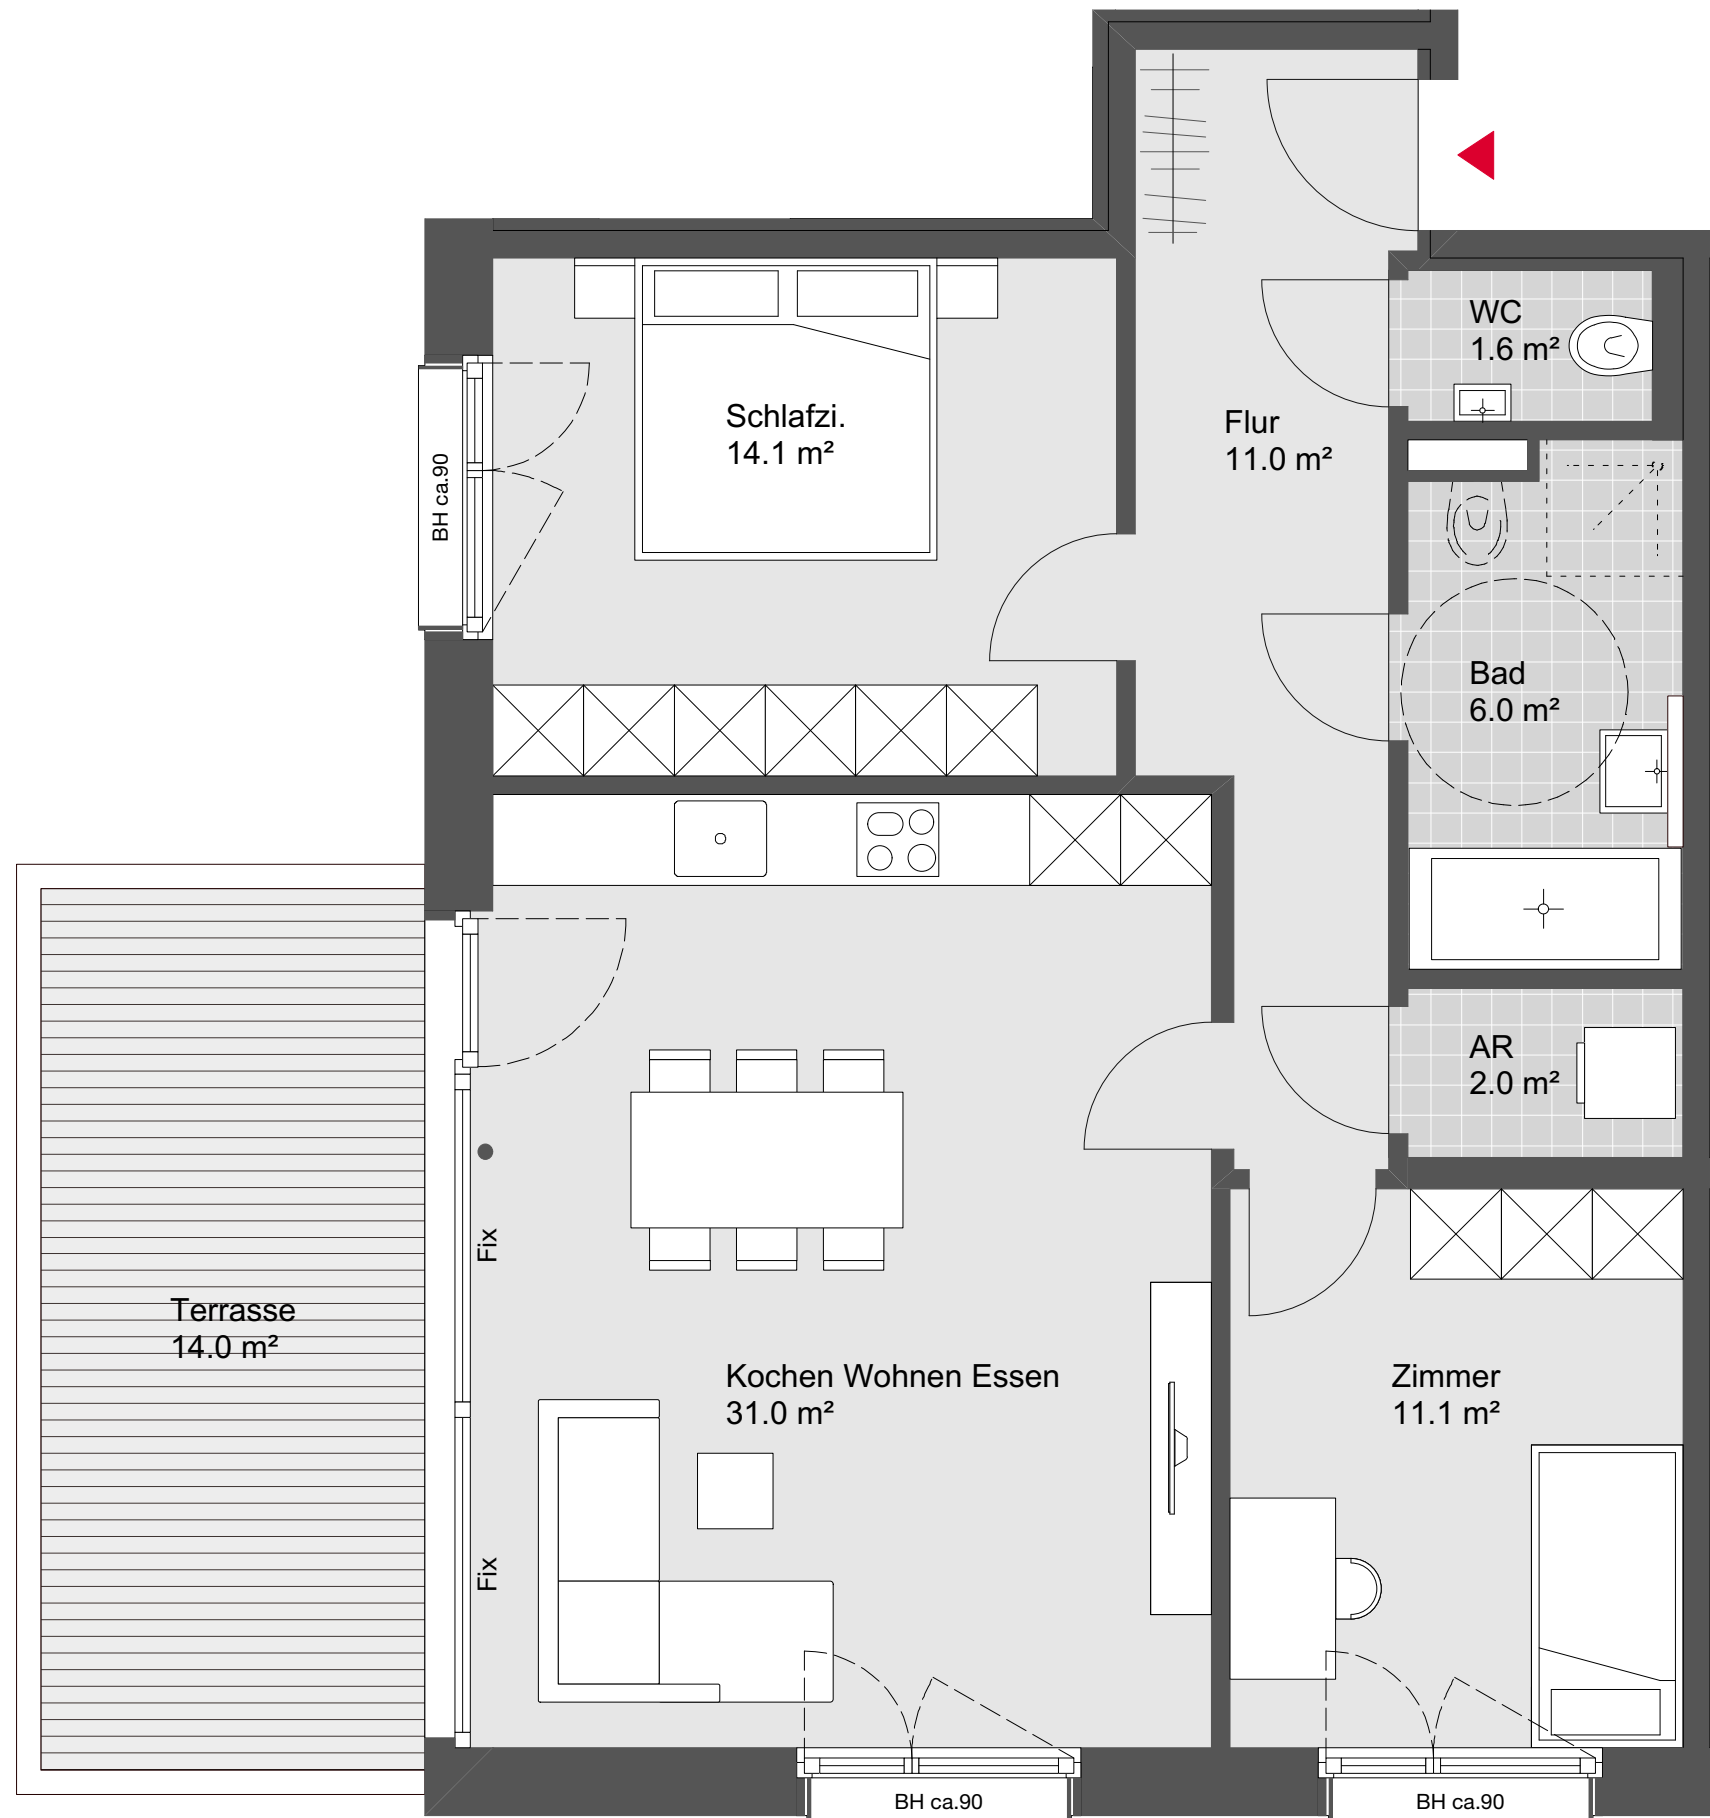 WC
1.6 m²
Schlafzi.
14.1 m²
Flur
11.0 m²
BH ca.90
Bad
6.0 m²
AR
2.0 m²
Fix
Terrasse
14.0 m²
Kochen Wohnen Essen
31.0 m²
Zimmer
11.1 m²
Fix
BH ca.90
BH ca.90